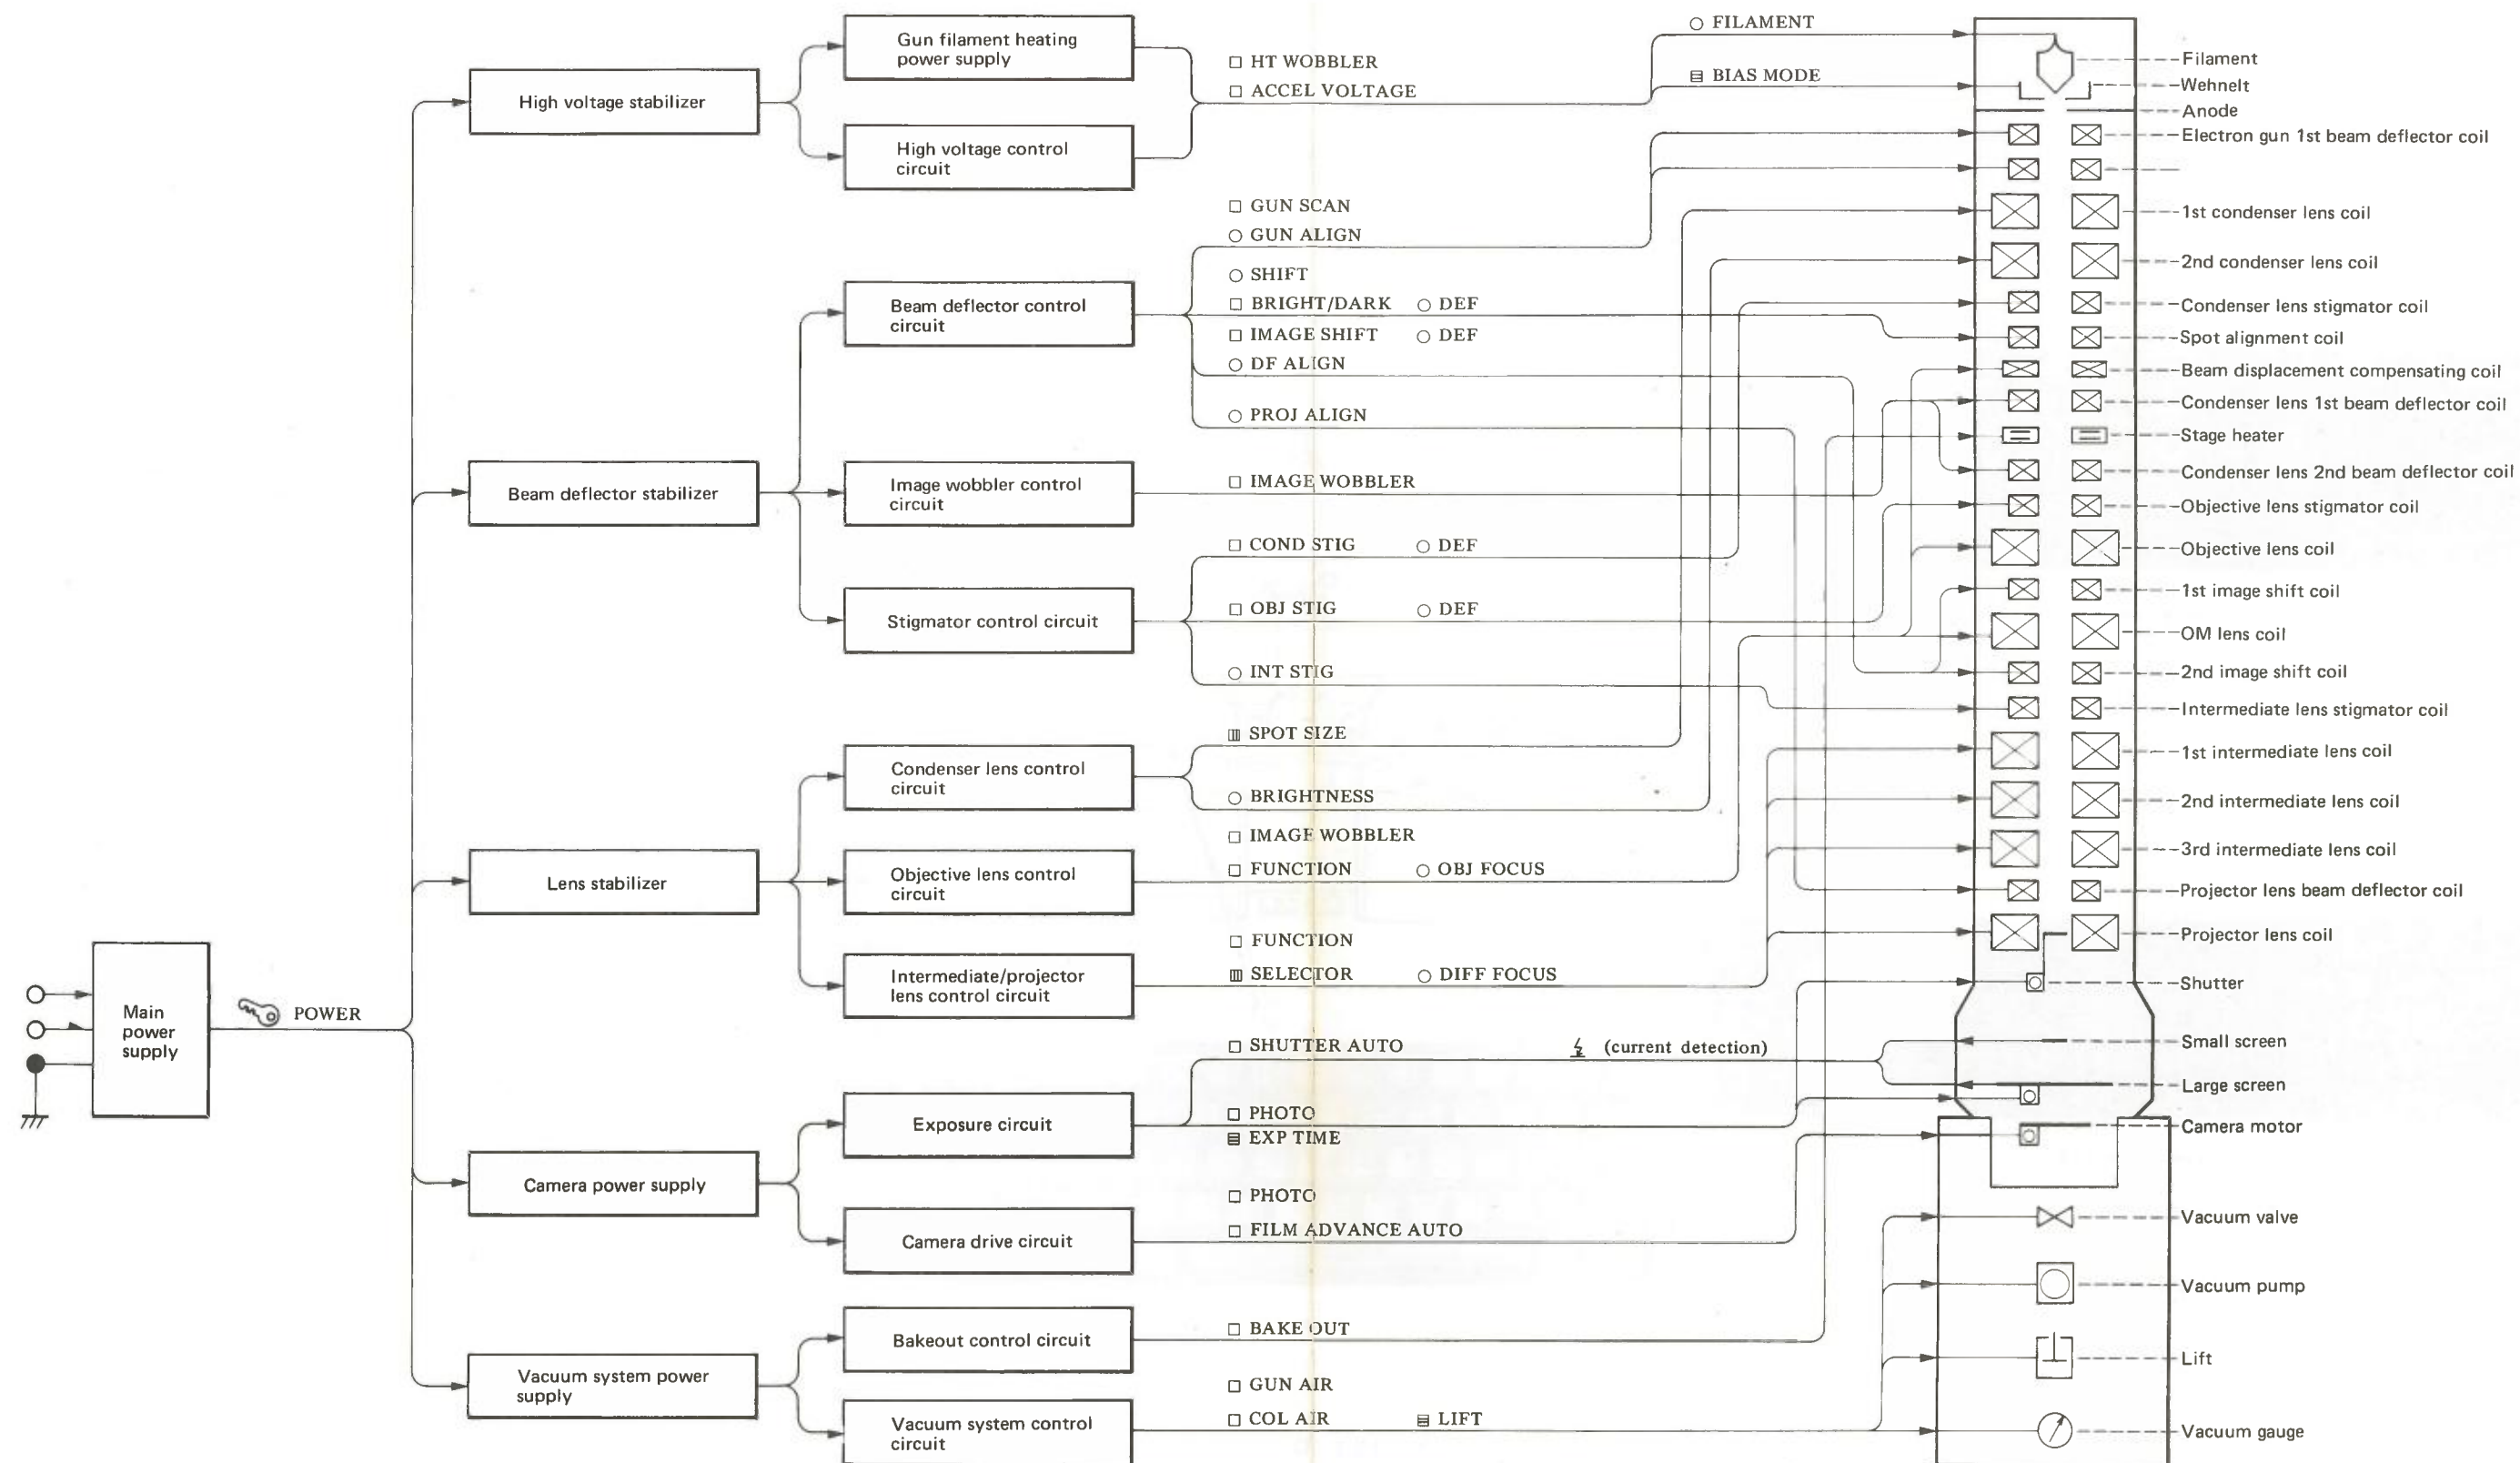 Main
power
supply
POWER
High voltage stabilizer
Beam deflector stabilizer
Lens stabilizer
Camera power supply
Vacuum system power
supply
Gun filament heating
power supply
High voltage control
circuit
Beam deflector control
circuit
Image wobbler control
circuit
Stigmator control circuit
Condenser lens control
circuit
Objective lens control
circuit
Intermediate/projector
lens control circuit
Exposure circuit
Camera drive circuit
Bakeout control circuit
Vacuum system control
circuit
HT WOBBLER
ACCEL VOLTAGE
FILAMENT
BIAS MODE
GUN SCAN
GUN ALIGN
SHIFT
BRIGHT/DARK DEF
IMAGE SHIFT DEF
DF ALIGN
PROJ ALIGN
IMAGE WOBBLER
COND STIG DEF
OBJ STIG DEF
INT STIG
SPOT SIZE
BRIGHTNESS
IMAGE WOBBLER
FUNCTION OBJ FOCUS
FUNCTION
SELECTOR DIFF FOCUS
SHUTTER AUTO (current detection)
PHOTO
EXP TIME
PHOTO
FILM ADVANCE AUTO
BAKE OUT
GUN AIR
COL AIR LIFT
Filament
Wehnelt
Anode
Electron gun 1st beam deflector coil
1st condenser lens coil
2nd condenser lens coil
Condenser lens stigmator coil
Spot alignment coil
Beam displacement compensating coil
Condenser lens 1st beam deflector coil
Stage heater
Condenser lens 2nd beam deflector coil
Objective lens stigmator coil
Objective lens coil
1st image shift coil
OM lens coil
2nd image shift coil
Intermediate lens stigmator coil
1st intermediate lens coil
2nd intermediate lens coil
3rd intermediate lens coil
Projector lens beam deflector coil
Projector lens coil
Shutter
Small screen
Large screen
Camera motor
Vacuum valve
Vacuum pump
Lift
Vacuum gauge